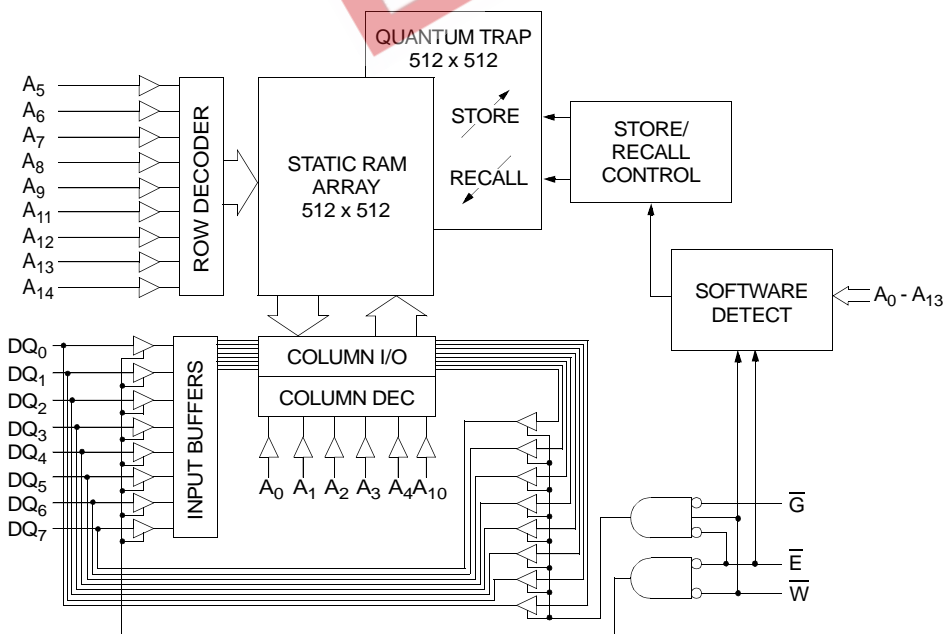 QUANTUM TRAP
512 x 512
A5
A6
A7
A8
A9
A11
A12
A13
A14
ROW DECODER
STATIC RAM
ARRAY
512 x 512
STORE
RECALL
STORE/
RECALL
CONTROL
SOFTWARE
DETECT
A0 - A13
DQ0
DQ1
DQ2
DQ3
DQ4
DQ5
DQ6
DQ7
INPUT BUFFERS
COLUMN I/O
COLUMN DEC
A0 A1 A2 A3 A4 A10
G
E
W